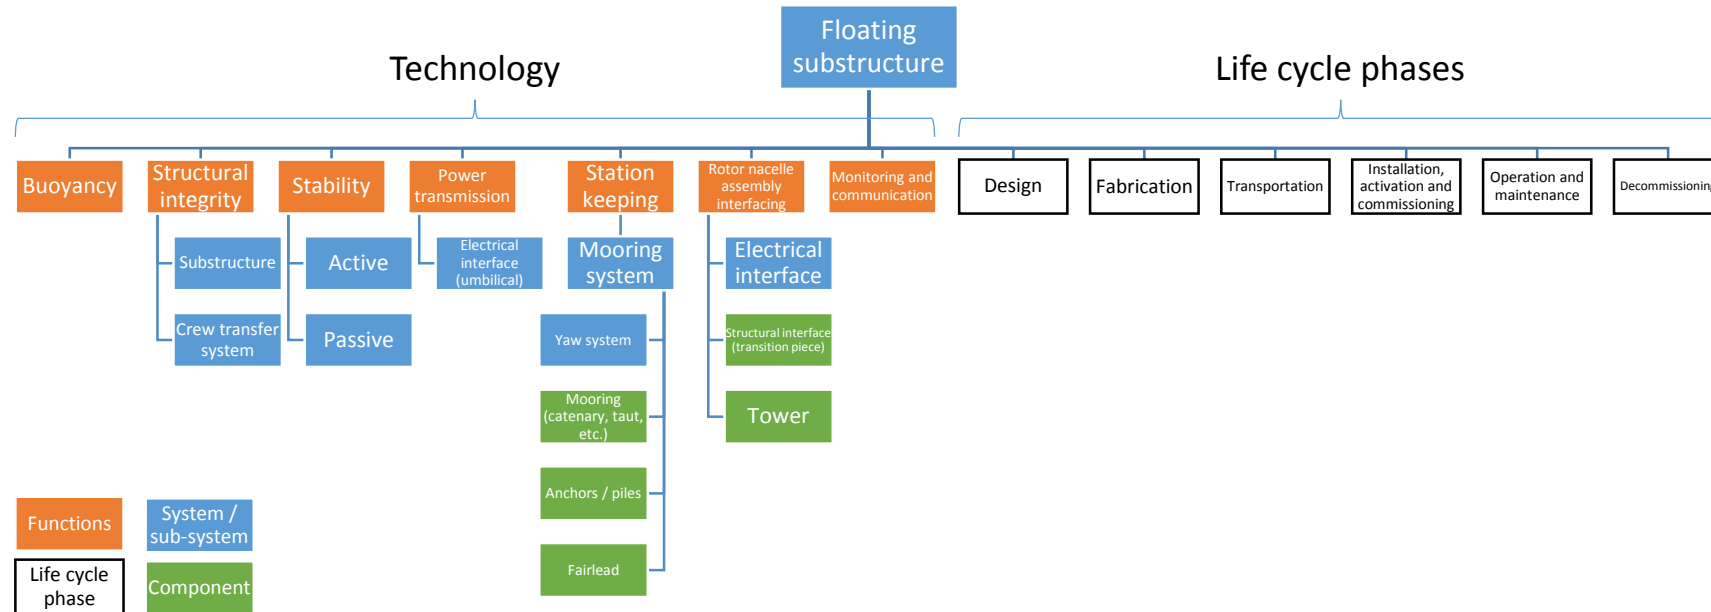 Floating
substructure
Technology
Life cycle phases
Buoyancy
Structural
integrity
Stability
Power
transmission
Station
keeping
Rotor nacelle
assembly
interfacing
Monitoring and
communication
Design
Fabrication
Transportation
Installation,
activation and
commissioning
Operation and
maintenance
Decommissioning
Substructure
Active
Electrical
interface
(umbilical)
Mooring
system
Electrical
interface
Crew transfer
system
Passive
Yaw system
Structural interface
(transition piece)
Mooring
(catenary, taut,
etc.)
Tower
Anchors / piles
Fairlead
Functions
System /
sub-system
Life cycle
phase
Component